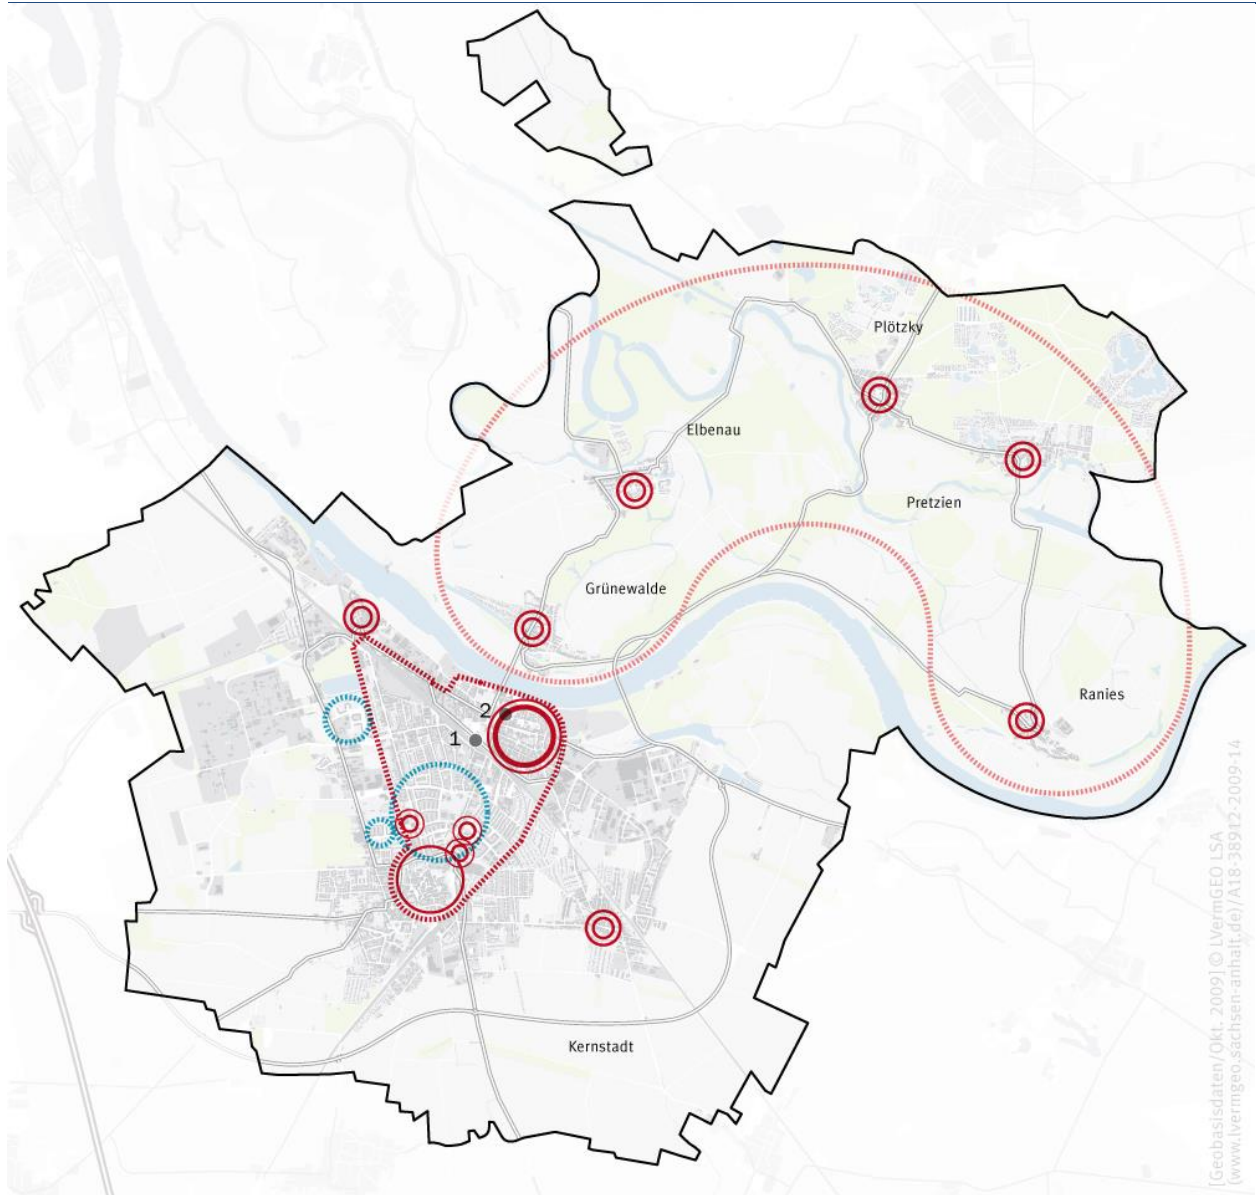 Plötzky
Elbenau
Pretzien
Grünewalde
Ranies
2
1
Kernstadt
[Geobasisdaten/Okt. 2009] © LVermGEO LSA
(www.lvermgeo.sachsen-anhalt.de)/A18-38912-2009-14